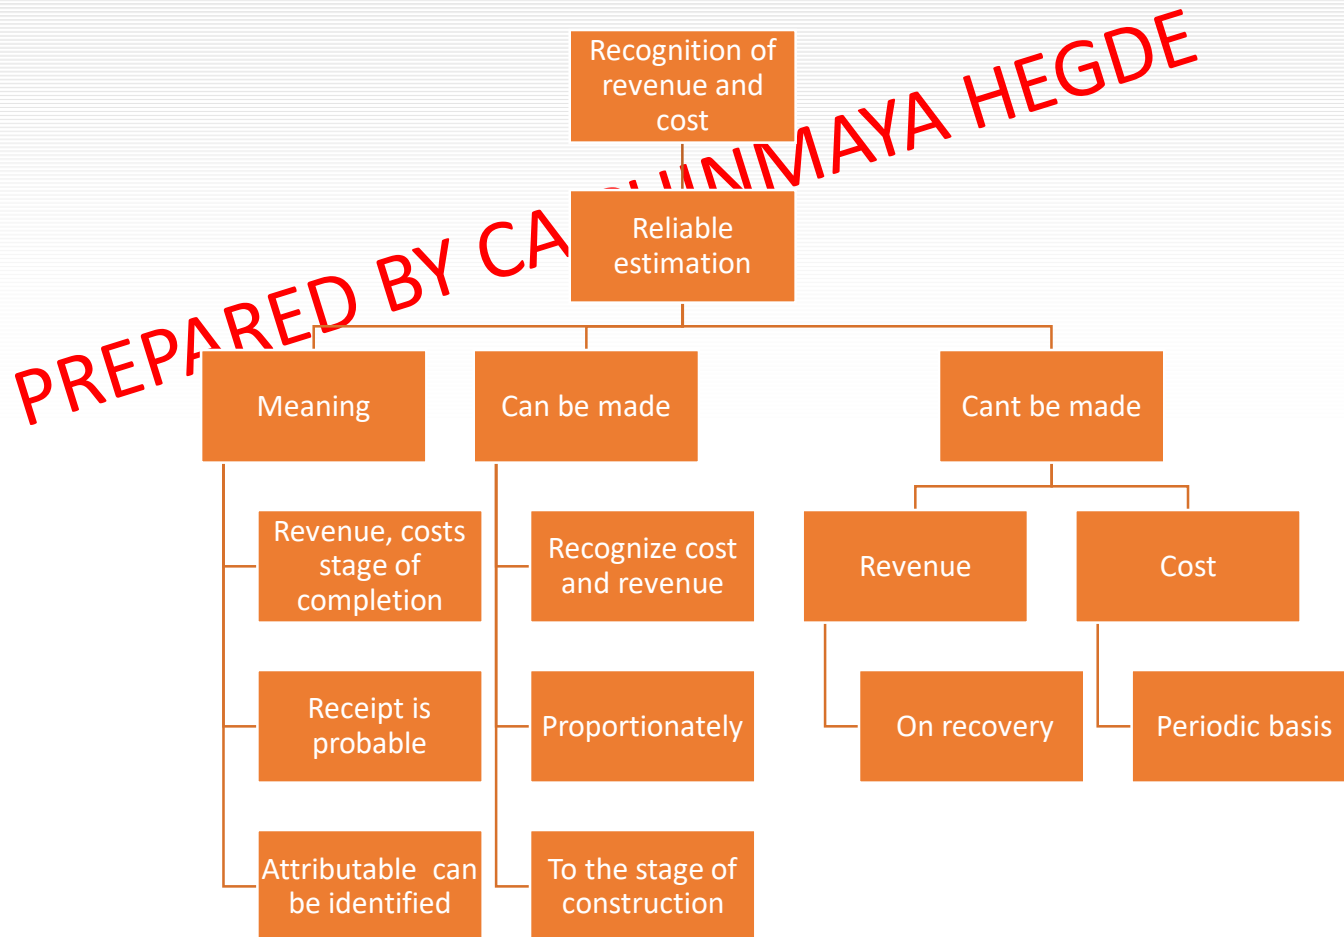 Recognition of
revenue and
cost
PREPARED BY CA CHINMAYA HEGDE
Reliable
estimation
Meaning
Can be made
Cant be made
Revenue, costs
stage of
completion
Receipt is
probable
Attributable can
be identified
Recognize cost
and revenue
Proportionately
To the stage of
construction
Revenue
On recovery
Cost
Periodic basis